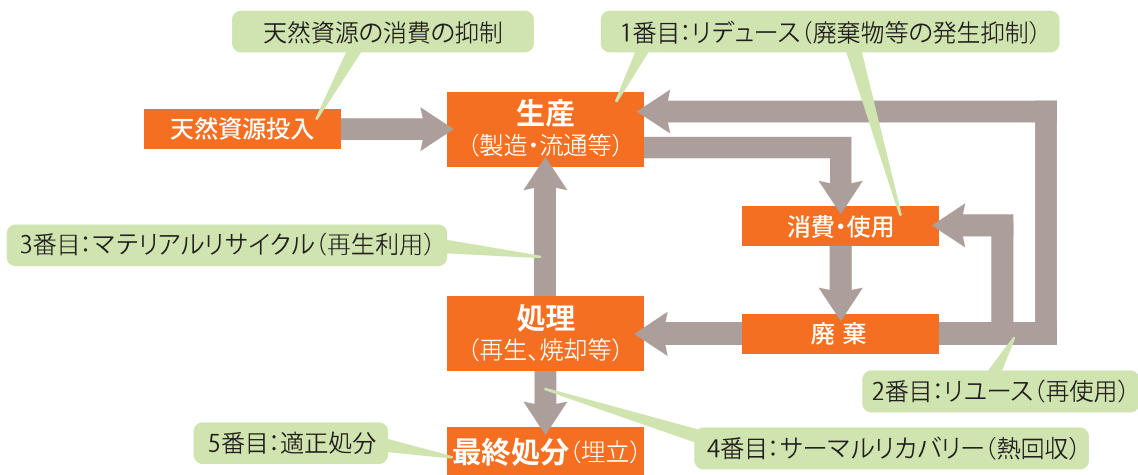 天然資源の消費の抑制
1番目：リデュース（廃棄物等の発生抑制）
天然資源投入
生産
（製造・流通等）
消費・使用
3番目：マテリアルリサイクル（再生利用）
処理
（再生、焼却等）
廃棄
2番目：リユース（再使用）
5番目：適正処分
最終処分（埋立）
4番目：サーマルリカバリー（熱回収）